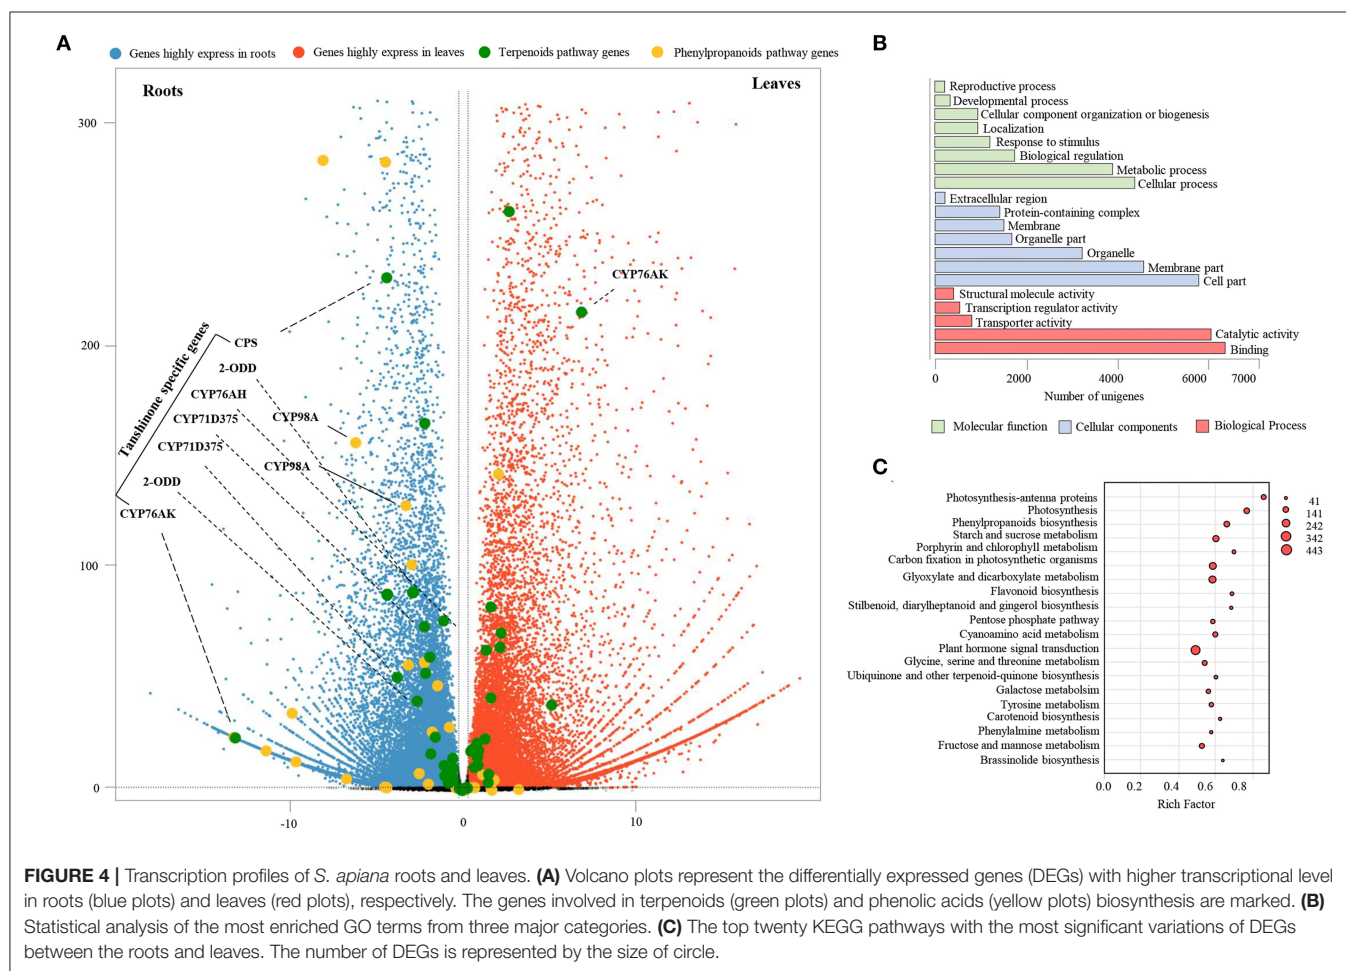 A
Genes highly express in roots
Genes highly express in leaves
Terpenoids pathway genes
Phenylpropanoids pathway genes
Roots
Leaves
300
200
100
0
-10
0
10
CYP76AK
Tanshinone specific genes
CPS
2-ODD
CYP76AH
CYP71D375
CYP98A
CYP71D375
CYP98A
2-ODD
CYP76AK
B
Reproductive process
Developmental process
Cellular component organization or biogenesis
Localization
Response to stimulus
Biological regulation
Metabolic process
Cellular process
Extracellular region
Protein-containing complex
Membrane
Organelle part
Organelle
Membrane part
Cell part
Structural molecule activity
Transcription regulator activity
Transporter activity
Catalytic activity
Binding
0 2000 4000 6000 7000
Number of unigenes
Molecular function
Cellular components
Biological Process
C
Photosynthesis-antenna proteins
Photosynthesis
Phenylpropanoids biosynthesis
Starch and sucrose metabolism
Porphyrin and chlorophyll metabolism
Carbon fixation in photosynthetic organisms
Glyoxylate and dicarboxylate metabolism
Flavonoid biosynthesis
Stilbenoid, diarylheptanoid and gingerol biosynthesis
Pentose phosphate pathway
Cyanoamino acid metabolism
Plant hormone signal transduction
Glycine, serine and threonine metabolism
Ubiquinone and other terpenoid-quinone biosynthesis
Galactose metabolsim
Tyrosine metabolism
Carotenoid biosynthesis
Phenylalmine metabolism
Fructose and mannose metabolism
Brassinolide biosynthesis
41
141
242
342
443
0.0 0.2 0.4 0.6 0.8
Rich Factor
FIGURE 4 | Transcription profiles of S. apiana roots and leaves. (A) Volcano plots represent the differentially expressed genes (DEGs) with higher transcriptional level
in roots (blue plots) and leaves (red plots), respectively. The genes involved in terpenoids (green plots) and phenolic acids (yellow plots) biosynthesis are marked. (B)
Statistical analysis of the most enriched GO terms from three major categories. (C) The top twenty KEGG pathways with the most significant variations of DEGs
between the roots and leaves. The number of DEGs is represented by the size of circle.